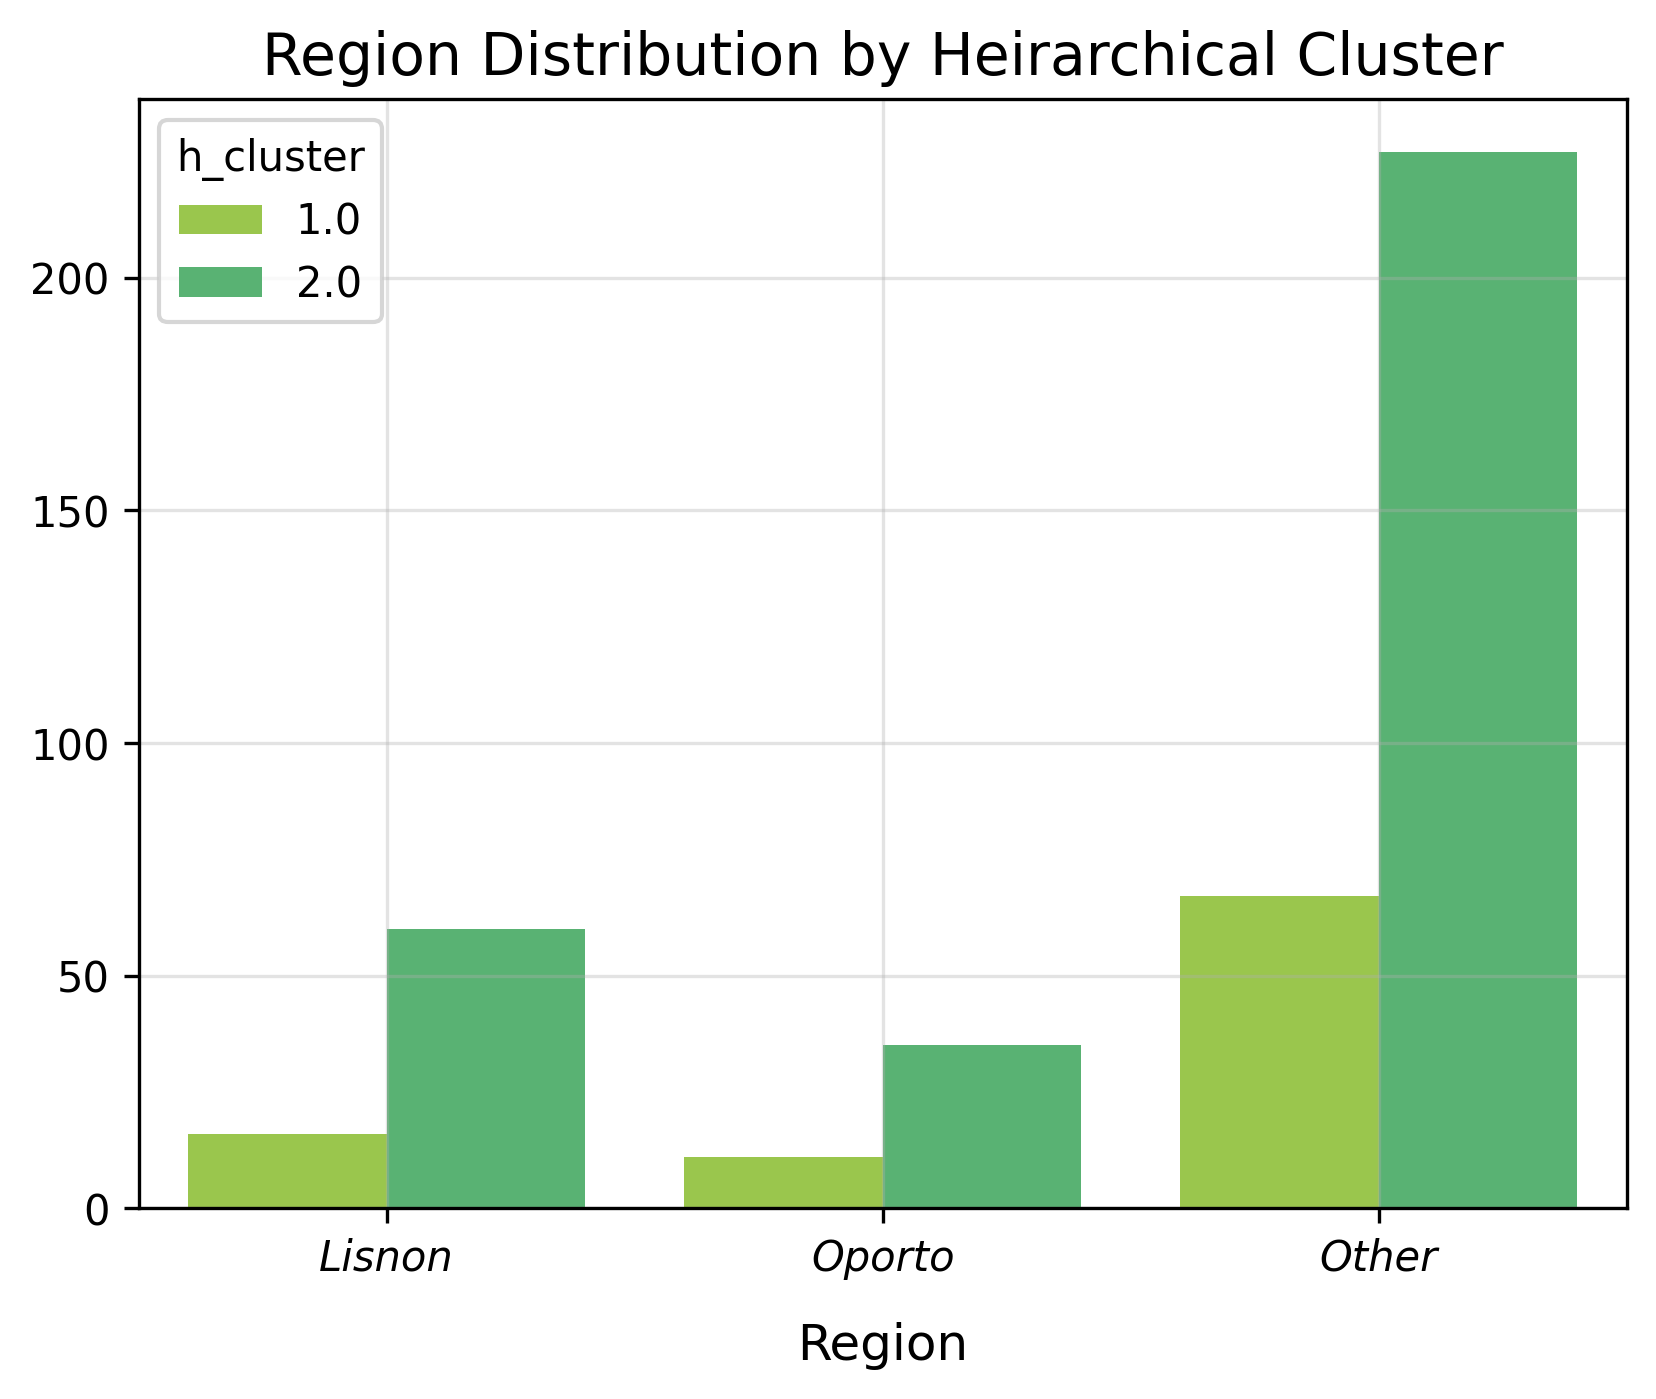 Region Distribution by Heirarchical Cluster
h_cluster
1.0
2.0
200
150
100
50
0
Lisnon Oporto Other
Region